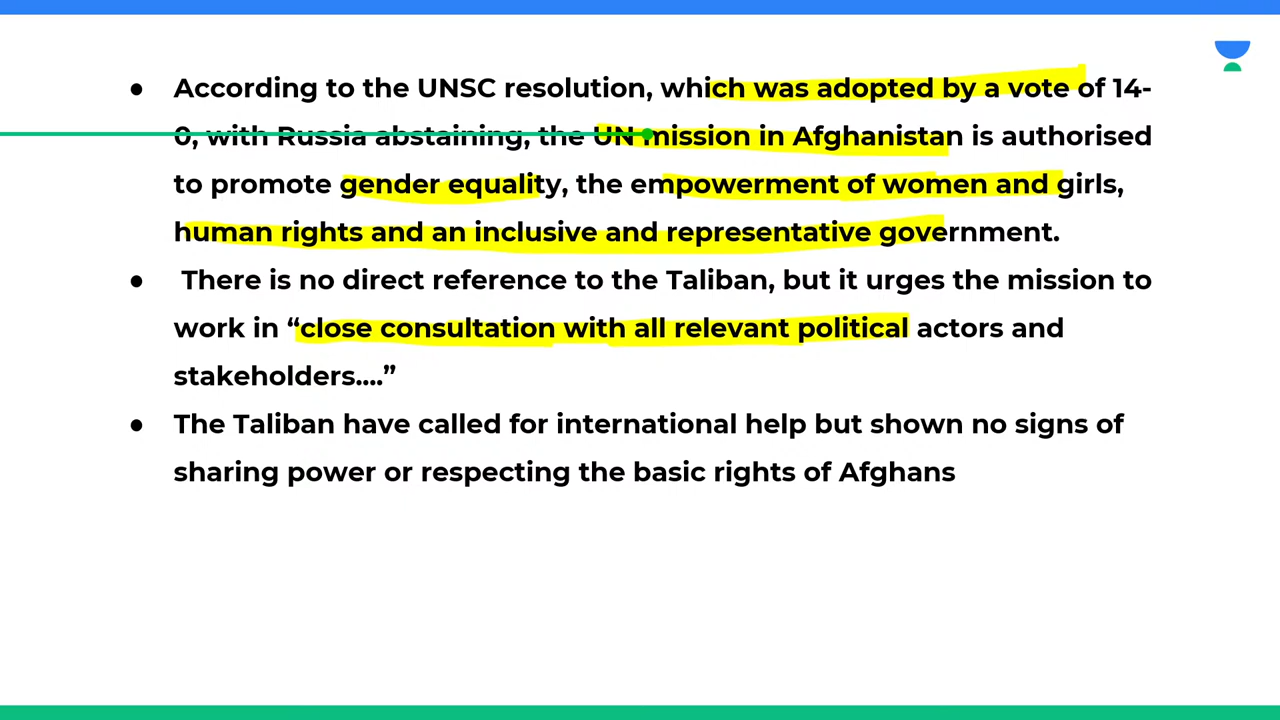 ● According to the UNSC resolution, which was adopted by a vote of 14-
0, with Russia abstaining, the UN mission in Afghanistan is authorised
to promote gender equality, the empowerment of women and girls,
human rights and an inclusive and representative government.
● There is no direct reference to the Taliban, but it urges the mission to
work in “close consultation with all relevant political actors and
stakeholders....”
● The Taliban have called for international help but shown no signs of
sharing power or respecting the basic rights of Afghans